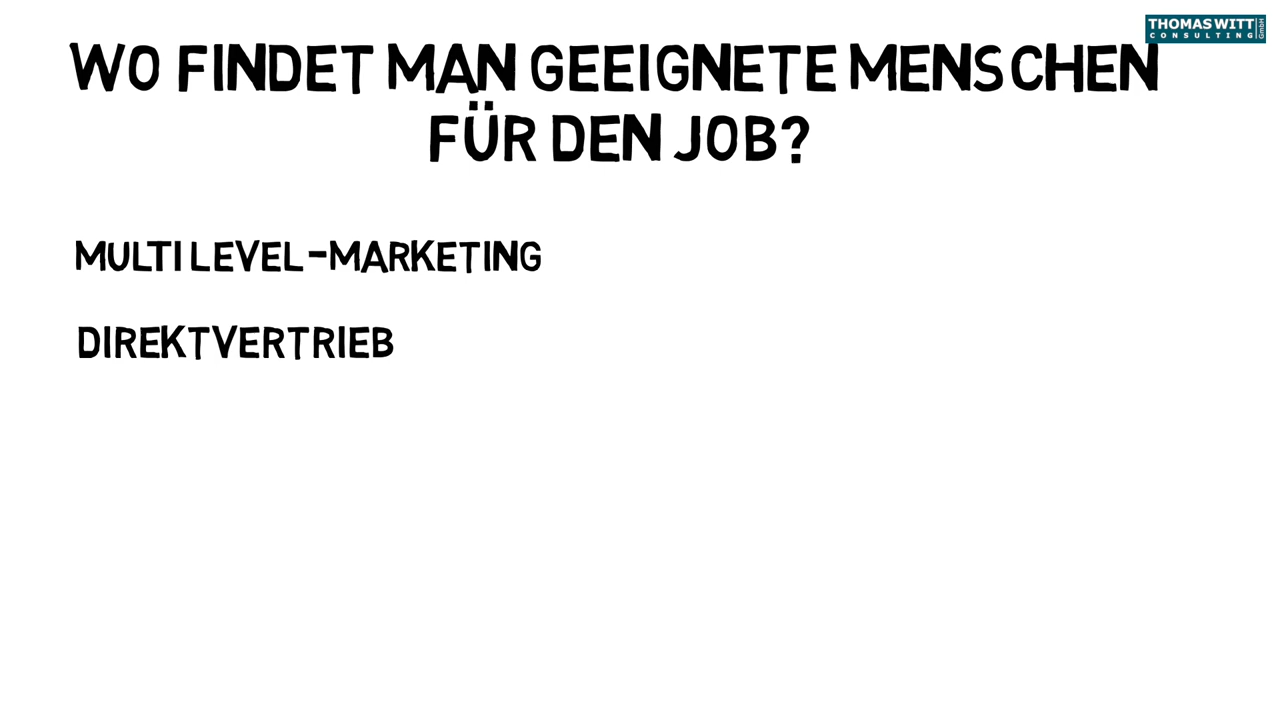 THOMAS WITT
CONSULTING GmbH
WO FINDET MAN GEEIGNETE MENSCHEN
FÜR DEN JOB?
MULTI LEVEL-MARKETING
DIREKTVERTRIEB